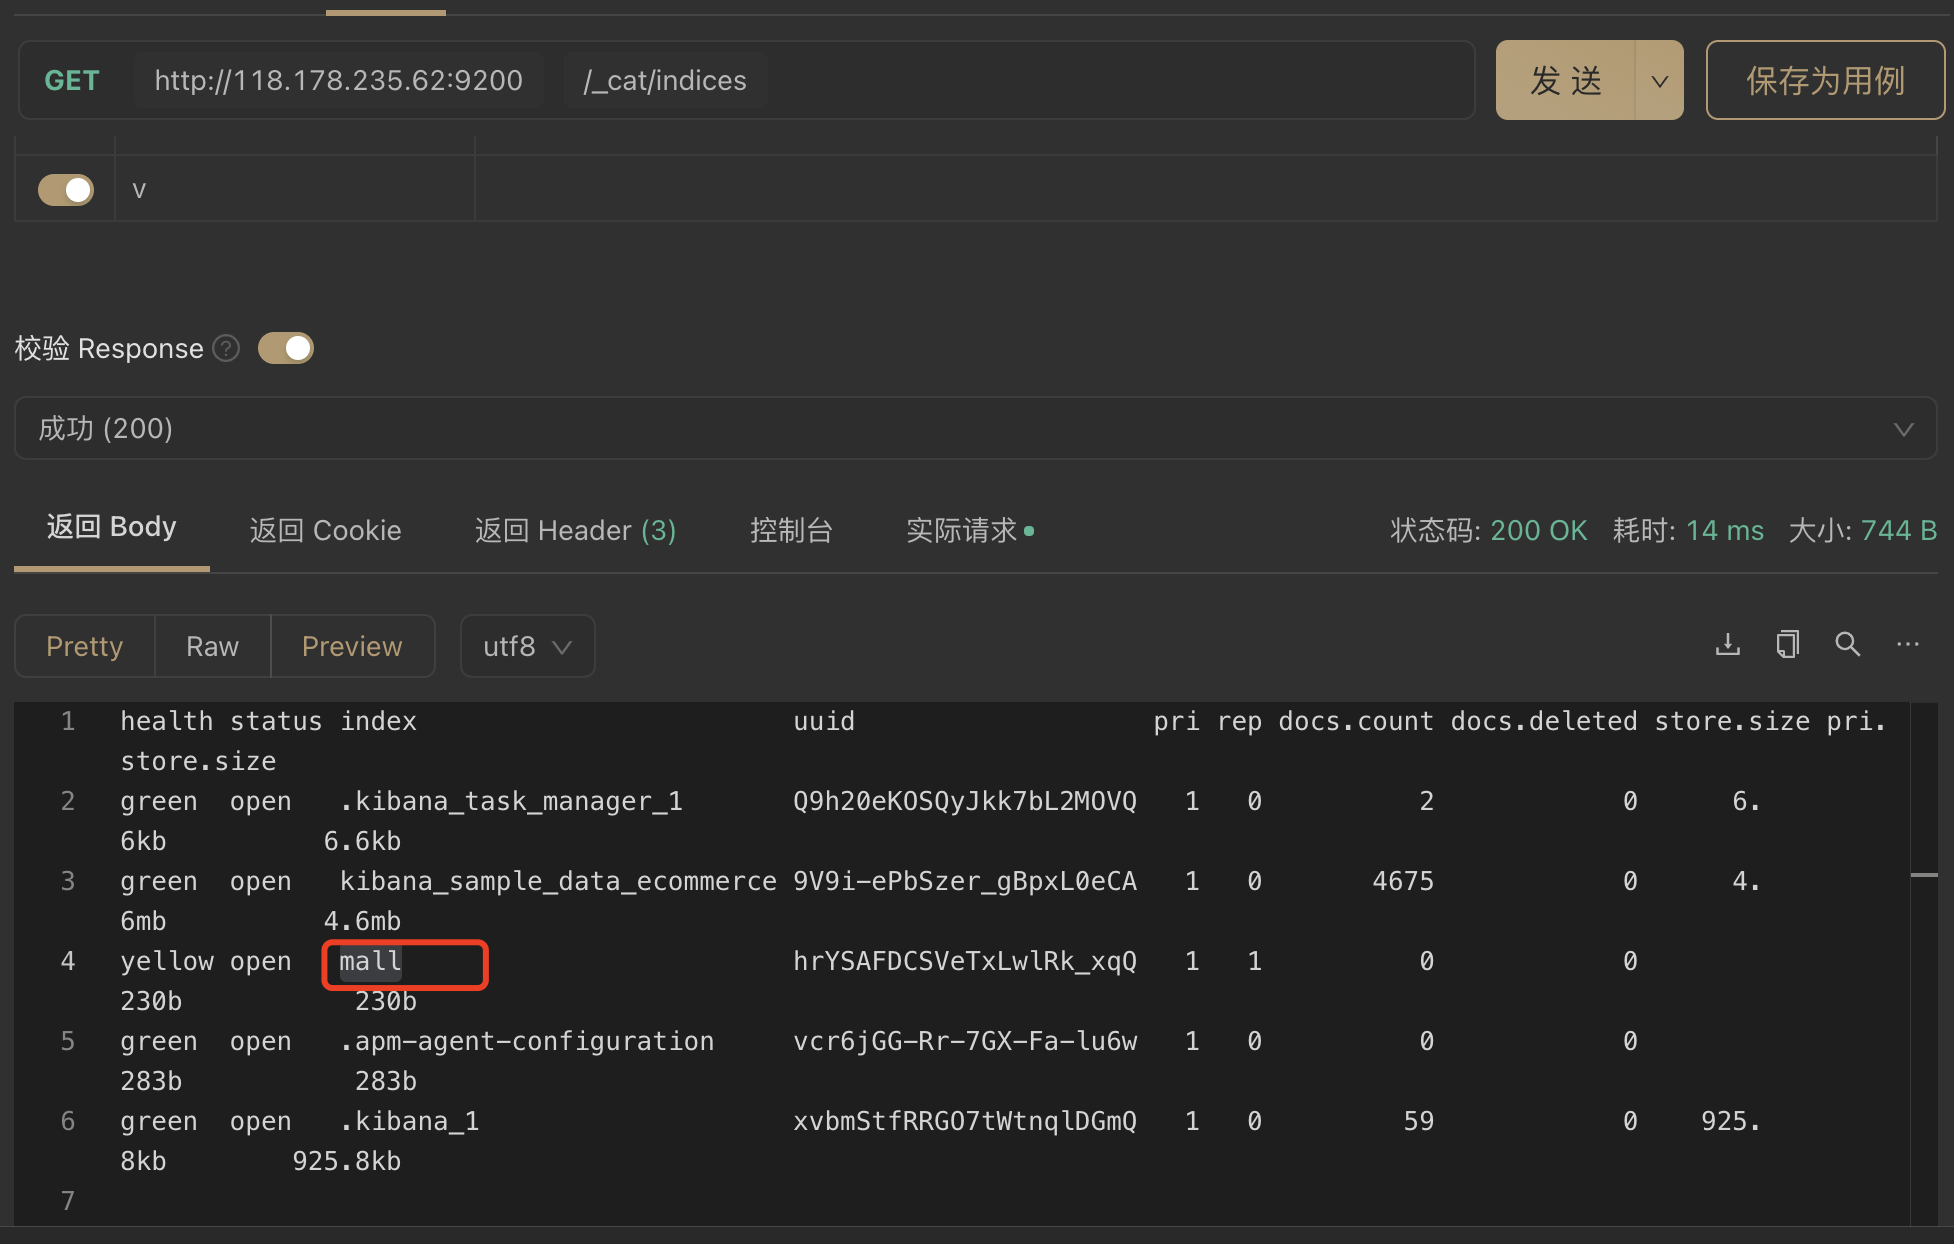 GET http://118.178.235.62:9200 /_cat/indices 发 送 保存为用例
v
校验 Response ?
成功 (200)
返回 Body 返回 Cookie 返回 Header (3) 控制台 实际请求 状态码: 200 OK 耗时: 14 ms 大小: 744 B
Pretty Raw Preview utf8
1 health status index uuid pri rep docs.count docs.deleted store.size pri.
store.size
2 green open .kibana_task_manager_1 Q9h20eKOSQyJkk7bL2MOVQ 1 0 2 0 6.
6kb 6.6kb
3 green open kibana_sample_data_ecommerce 9V9i-ePbSzer_gBpxL0eCA 1 0 4675 0 4.
6mb 4.6mb
4 yellow open mall hrYSAFDCSVeTxLwlRk_xqQ 1 1 0 0
230b 230b
5 green open .apm-agent-configuration vcr6jGG-Rr-7GX-Fa-lu6w 1 0 0 0
283b 283b
6 green open .kibana_1 xvbmStfRRGO7tWtnqlDGmQ 1 0 59 0 925.
8kb 925.8kb
7